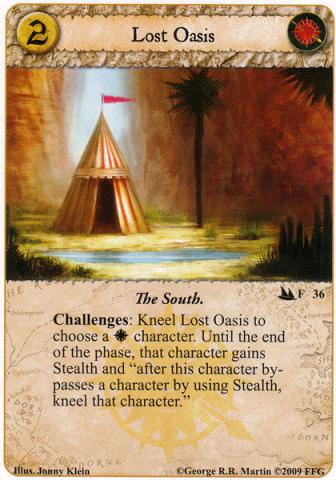 2
Lost Oasis
The South.
F 36
Challenges: Kneel Lost Oasis to
choose a character. Until the end
of the phase, that character gains
Stealth and “after this character by-
passes a character by using Stealth,
kneel that character.”
DORNE
Illus. Jonny Klein
©George R.R. Martin ©2009 FFG